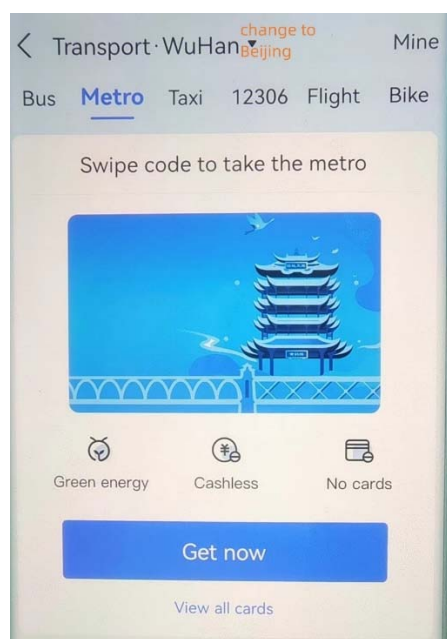 change to
Transport·WuHan▾ Beijing Mine
Bus Metro Taxi 12306 Flight Bike
Swipe code to take the metro
Green energy Cashless No cards
Get now
View all cards